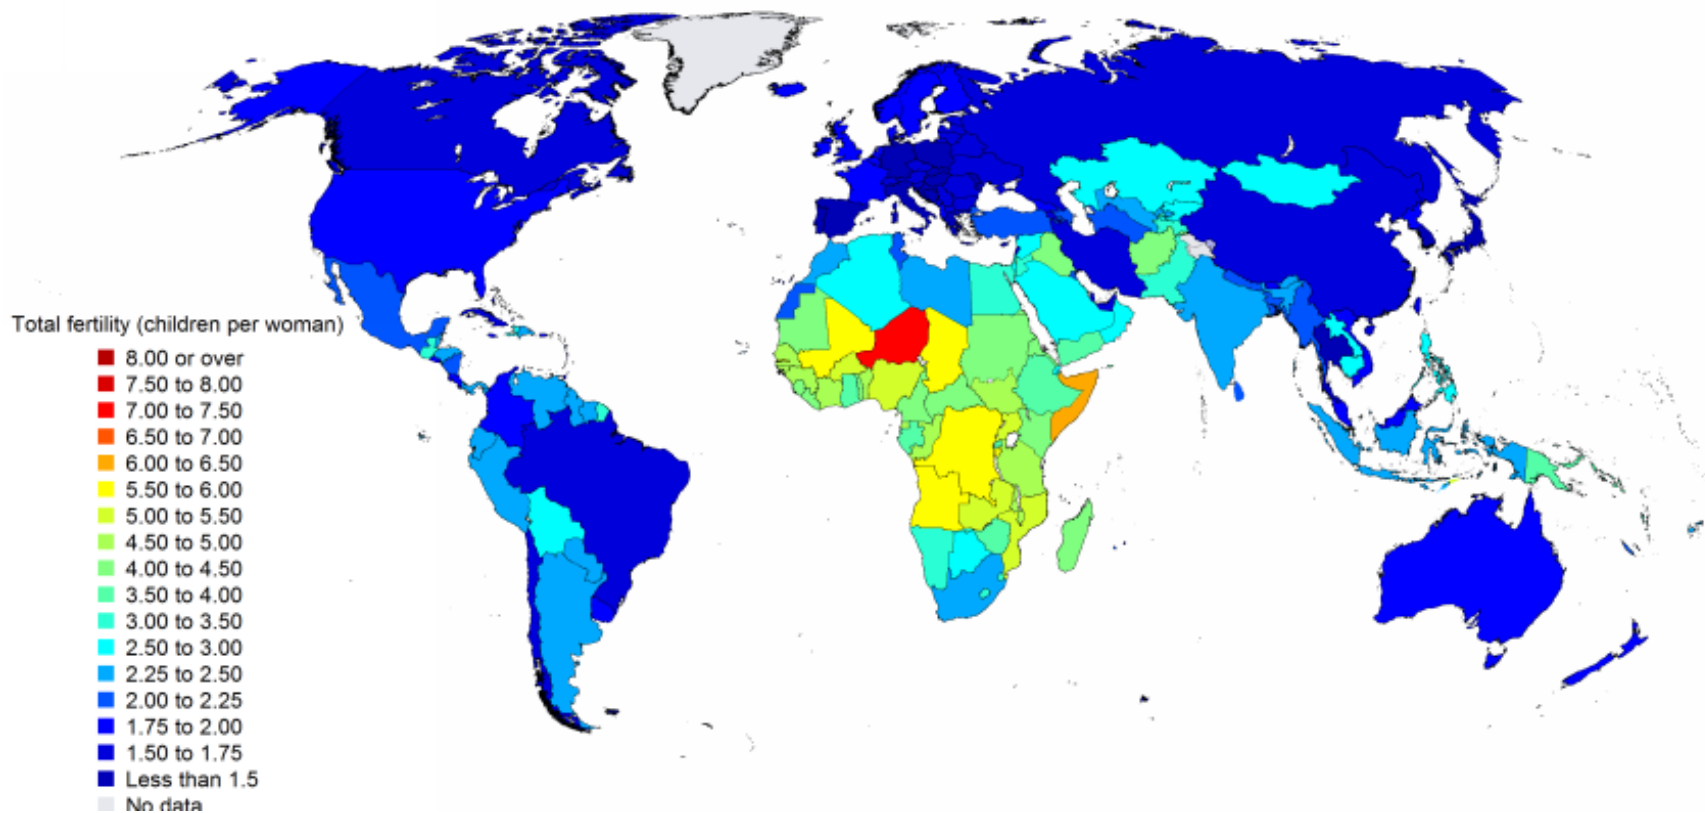 Total fertility (children per woman)
8.00 or over
7.50 to 8.00
7.00 to 7.50
6.50 to 7.00
6.00 to 6.50
5.50 to 6.00
5.00 to 5.50
4.50 to 5.00
4.00 to 4.50
3.50 to 4.00
3.00 to 3.50
2.50 to 3.00
2.25 to 2.50
2.00 to 2.25
1.75 to 2.00
1.50 to 1.75
Less than 1.5
No data